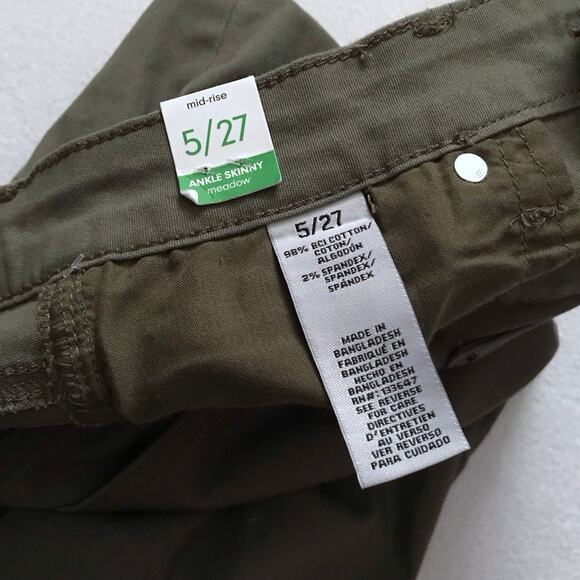 mid-rise
5/27
ANKLE SKINNY
meadow
5/27
98% BCI COTTON/
COTON/
ALGODÓN
2% SPANDEX/
SPANDEX/
SPANDEX
MADE IN
BANGLADESH
FABRIQUÉ EN
BANGLADESH
HECHO EN
BANGLADESH
RN#:133647
SEE REVERSE
FOR CARE
DIRECTIVES
D'ENTRETIEN
AU VERSO
VER REVERSO
PARA CUIDADO